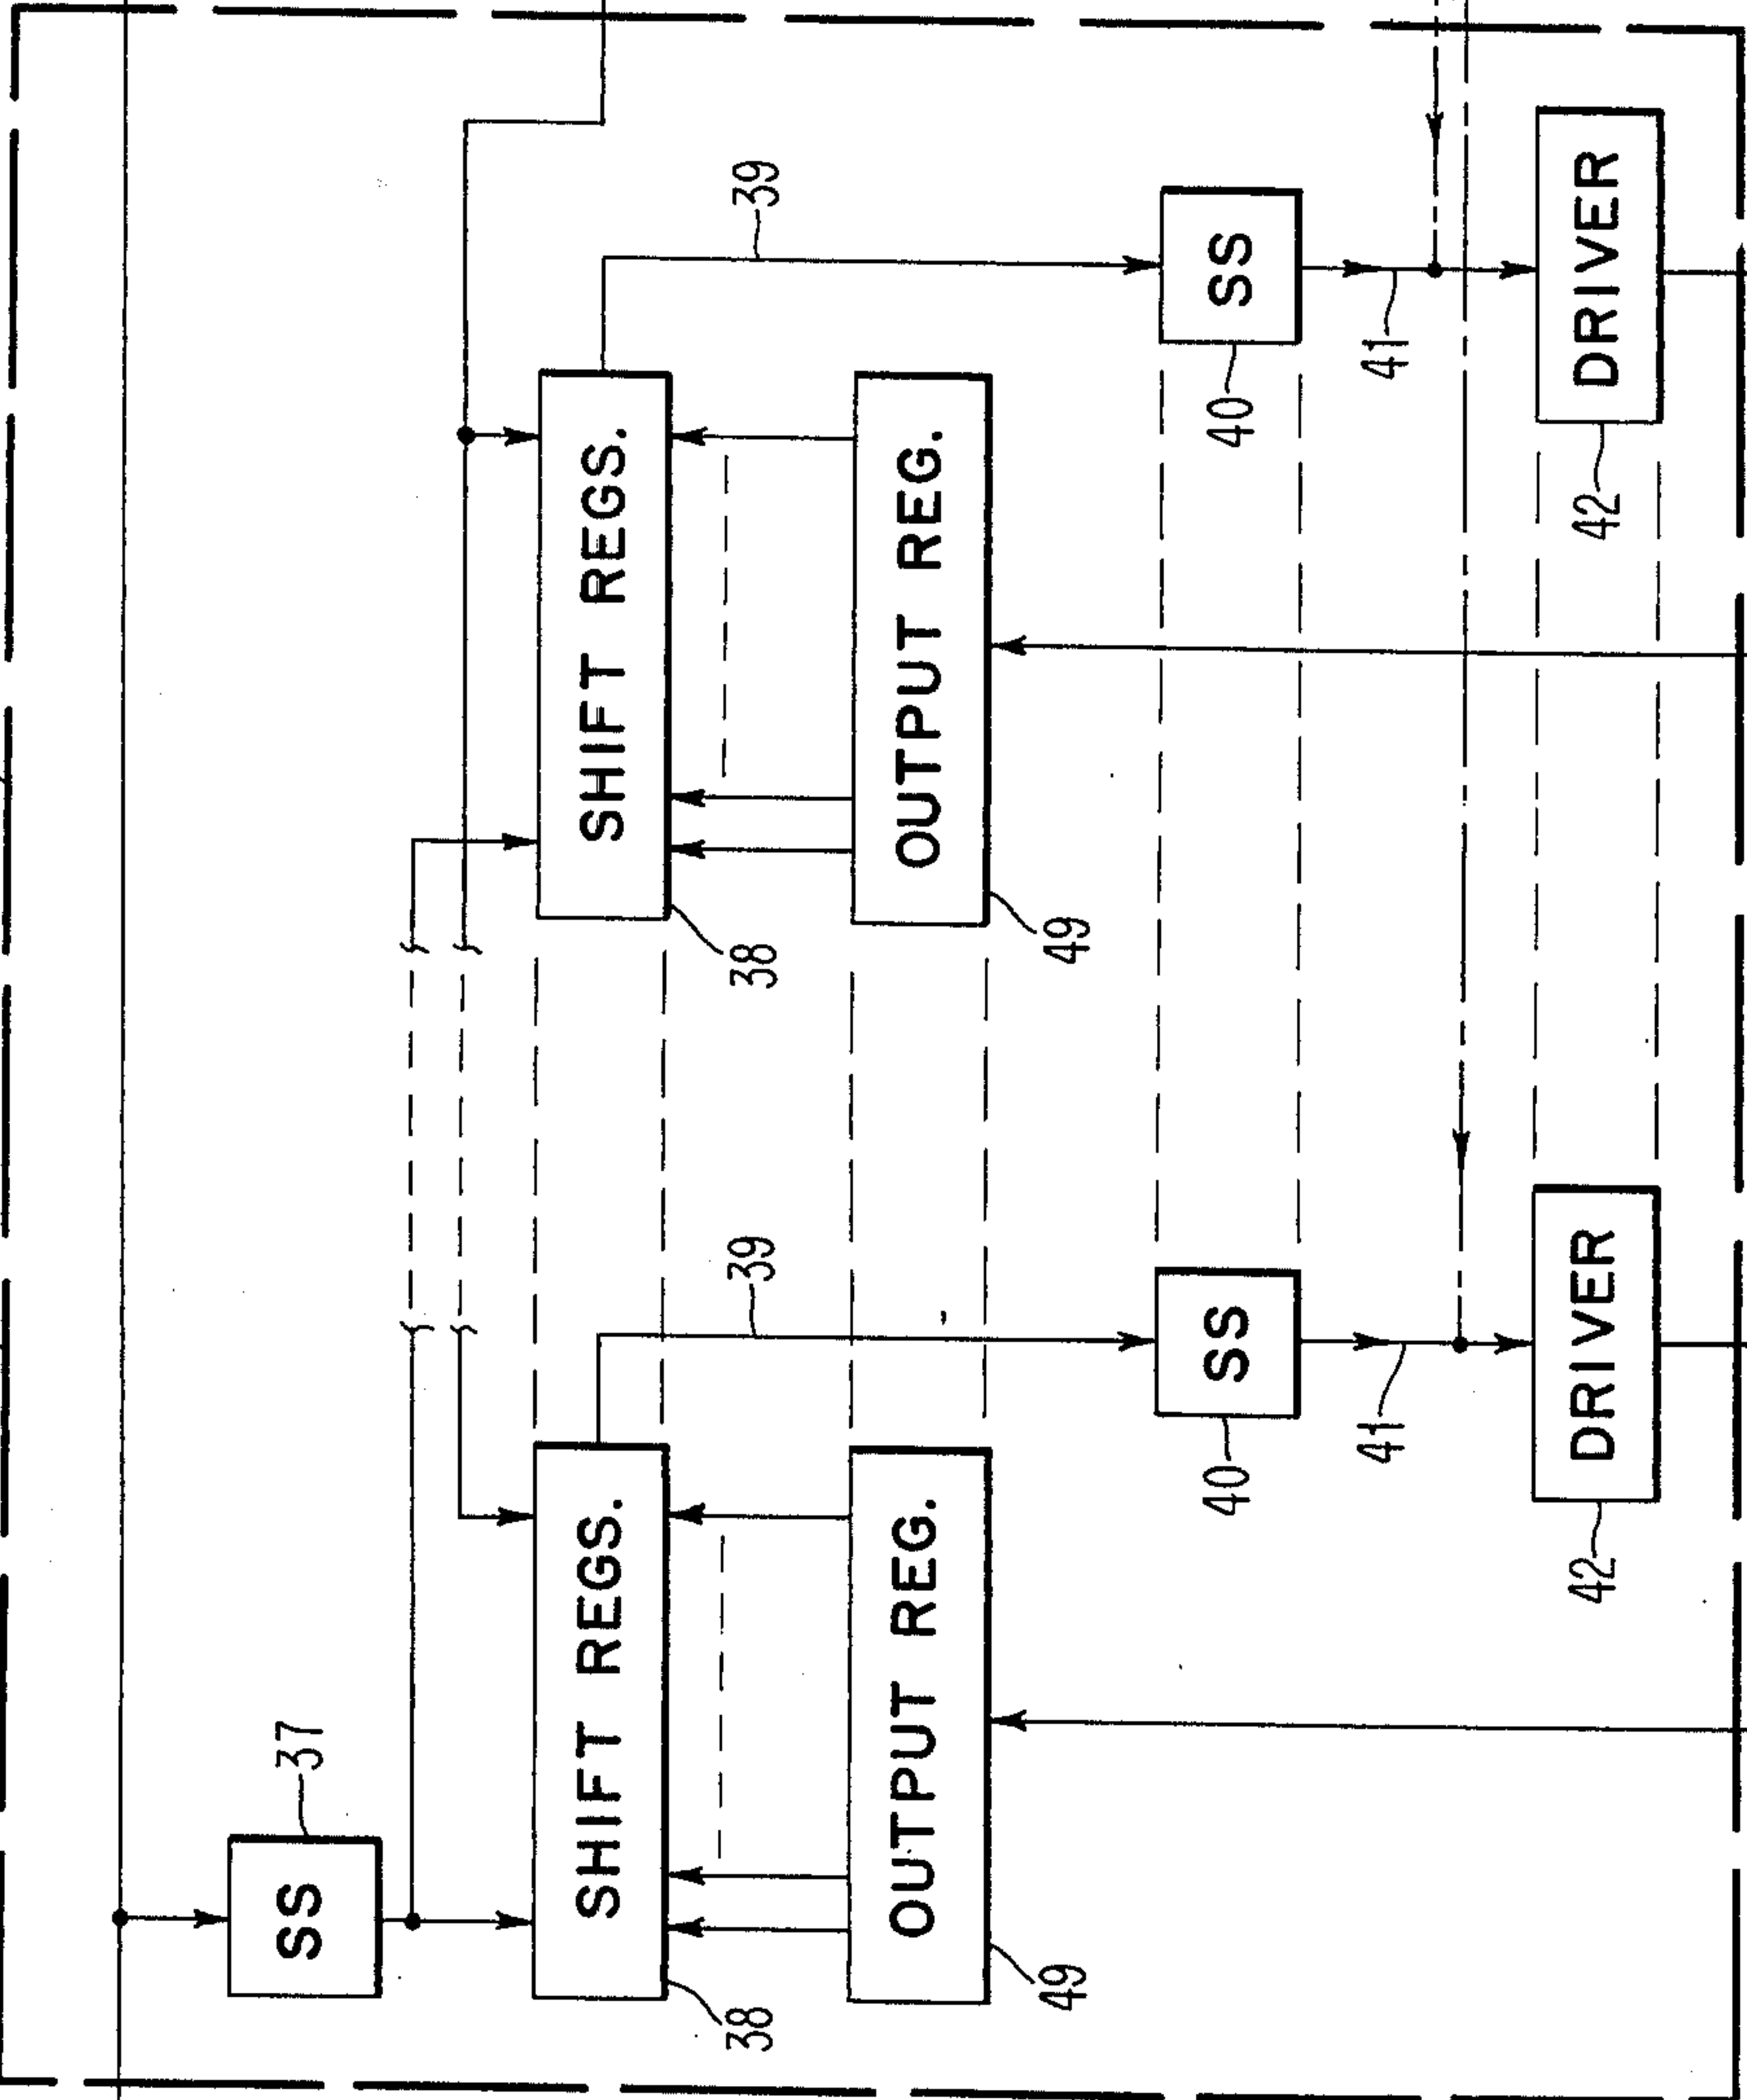 SS
37
SHIFT REGS.
38
39
SHIFT REGS.
38
39
OUTPUT REG.
49
OUTPUT REG.
49
SS
40
SS
40
41
41
DRIVER
42
DRIVER
42